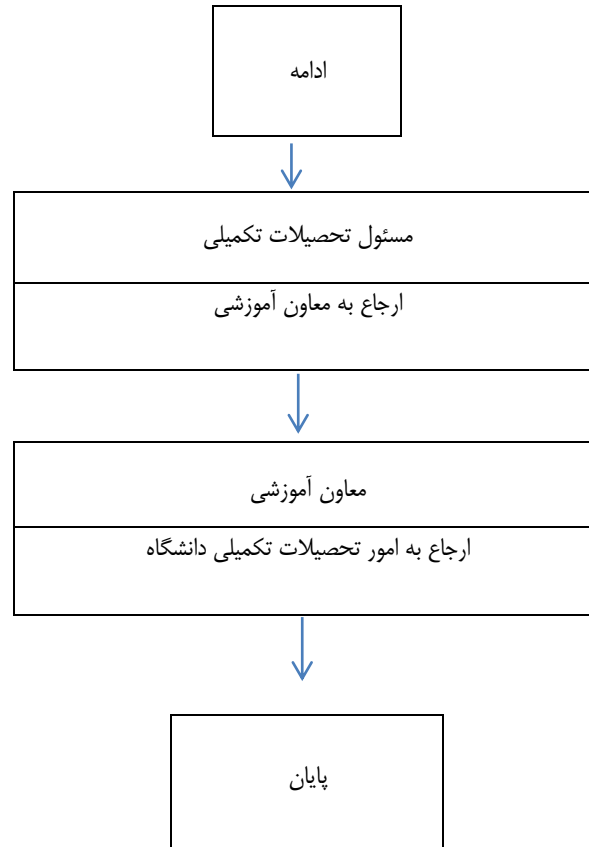 ادامه
مسئول تحصیلات تکمیلی
ارجاع به معاون آموزشی
معاون آموزشی
ارجاع به امور تحصیلات تکمیلی دانشگاه
پایان